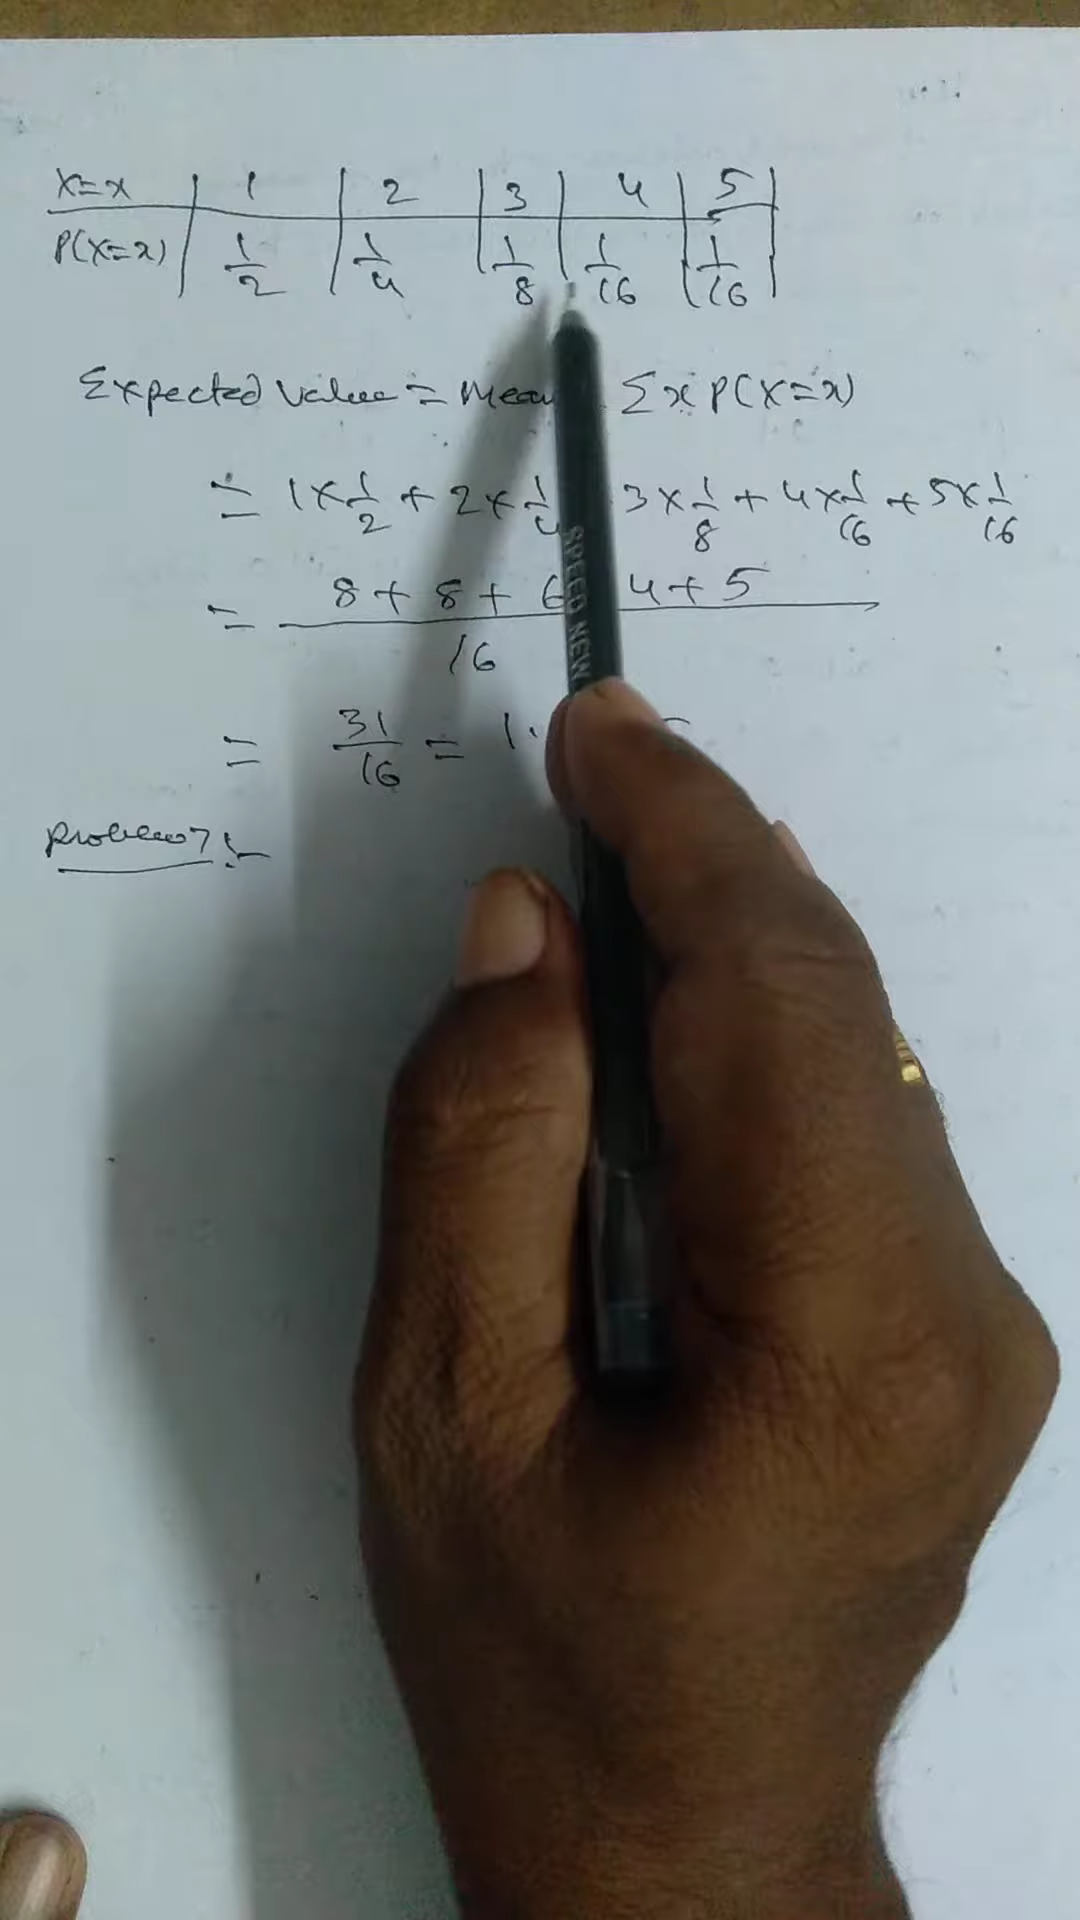 X=x | 1 | 2 | 3 | 4 | 5 |
P(X=x) | 1/2 | 1/4 | 1/8 | 1/16 | 1/16 |
Expected value = Mean Σx P(X=x)
= 1×1/2 + 2×1/4 3×1/8 + 4×1/16 + 5×1/16
= 8+8+6 4+5 / 16
= 31/16 = 1.
Problem 7:-
SPEED NEW